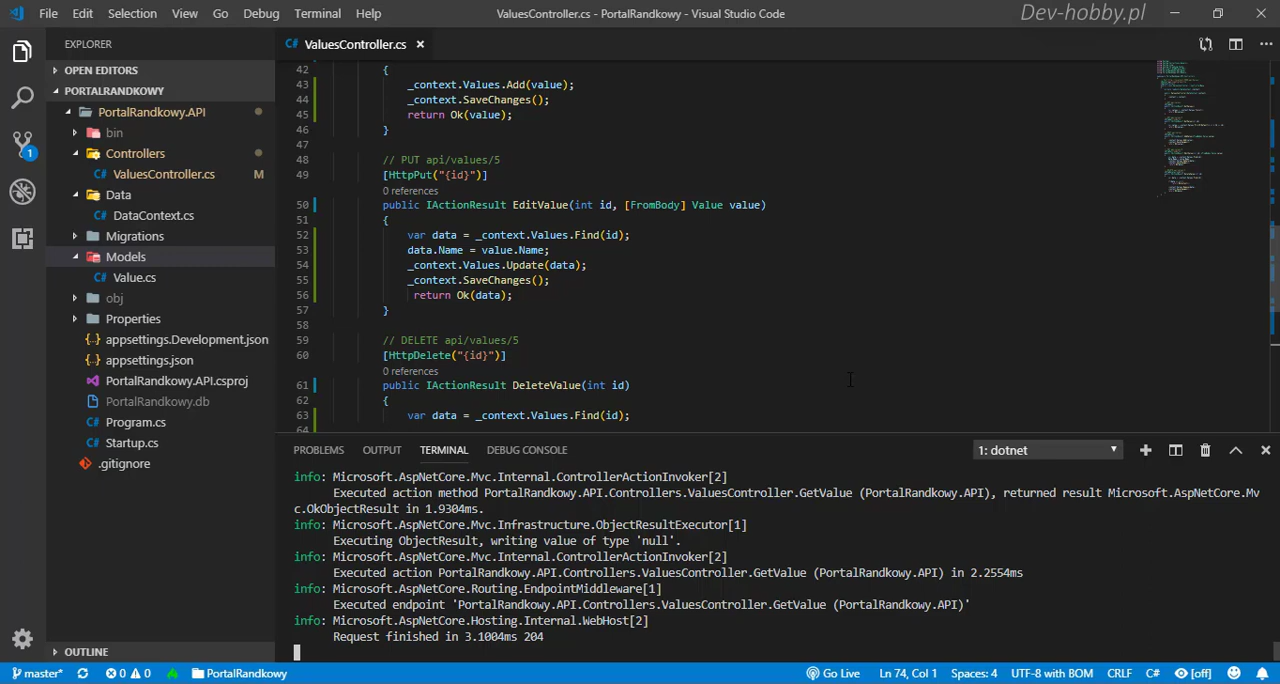 File Edit Selection View Go Debug Terminal Help
ValuesController.cs - PortalRandkowy - Visual Studio Code
Dev-hobby.pl
EXPLORER
OPEN EDITORS
PORTALRANDKOWY
PortalRandkowy.API
bin
Controllers
ValuesController.cs M
Data
DataContext.cs
Migrations
Models
Value.cs
obj
Properties
appsettings.Development.json
appsettings.json
PortalRandkowy.API.csproj
PortalRandkowy.db
Program.cs
Startup.cs
.gitignore
OUTLINE
1
ValuesController.cs
42 {
43 _context.Values.Add(value);
44 _context.SaveChanges();
45 return Ok(value);
46 }
47
48 // PUT api/values/5
49 [HttpPut("{id}")]
0 references
50 public IActionResult EditValue(int id, [FromBody] Value value)
51 {
52 var data = _context.Values.Find(id);
53 data.Name = value.Name;
54 _context.Values.Update(data);
55 _context.SaveChanges();
56 return Ok(data);
57 }
58
59 // DELETE api/values/5
60 [HttpDelete("{id}")]
0 references
61 public IActionResult DeleteValue(int id)
62 {
63 var data = _context.Values.Find(id);
64
PROBLEMS OUTPUT TERMINAL DEBUG CONSOLE 1: dotnet
info: Microsoft.AspNetCore.Mvc.Internal.ControllerActionInvoker[2]
Executed action method PortalRandkowy.API.Controllers.ValuesController.GetValue (PortalRandkowy.API), returned result Microsoft.AspNetCore.Mv
c.OkObjectResult in 1.9304ms.
info: Microsoft.AspNetCore.Mvc.Infrastructure.ObjectResultExecutor[1]
Executing ObjectResult, writing value of type 'null'.
info: Microsoft.AspNetCore.Mvc.Internal.ControllerActionInvoker[2]
Executed action PortalRandkowy.API.Controllers.ValuesController.GetValue (PortalRandkowy.API) in 2.2554ms
info: Microsoft.AspNetCore.Routing.EndpointMiddleware[1]
Executed endpoint 'PortalRandkowy.API.Controllers.ValuesController.GetValue (PortalRandkowy.API)'
info: Microsoft.AspNetCore.Hosting.Internal.WebHost[2]
Request finished in 3.1004ms 204
master* 0 0 PortalRandkowy Go Live Ln 74, Col 1 Spaces: 4 UTF-8 with BOM CRLF C# [off]